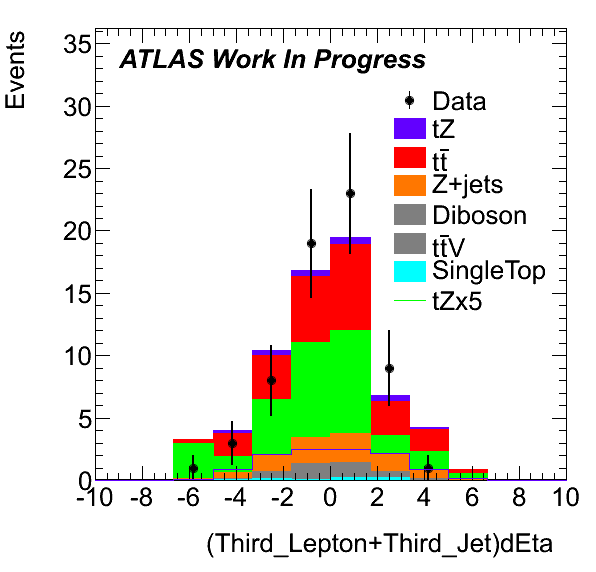 Events
35
30
25
20
15
10
5
0
ATLAS Work In Progress
Data
tZ
tt̄
Z+jets
Diboson
tt̄V
SingleTop
tZx5
-10 -8 -6 -4 -2 0 2 4 6 8 10
(Third_Lepton+Third_Jet)dEta